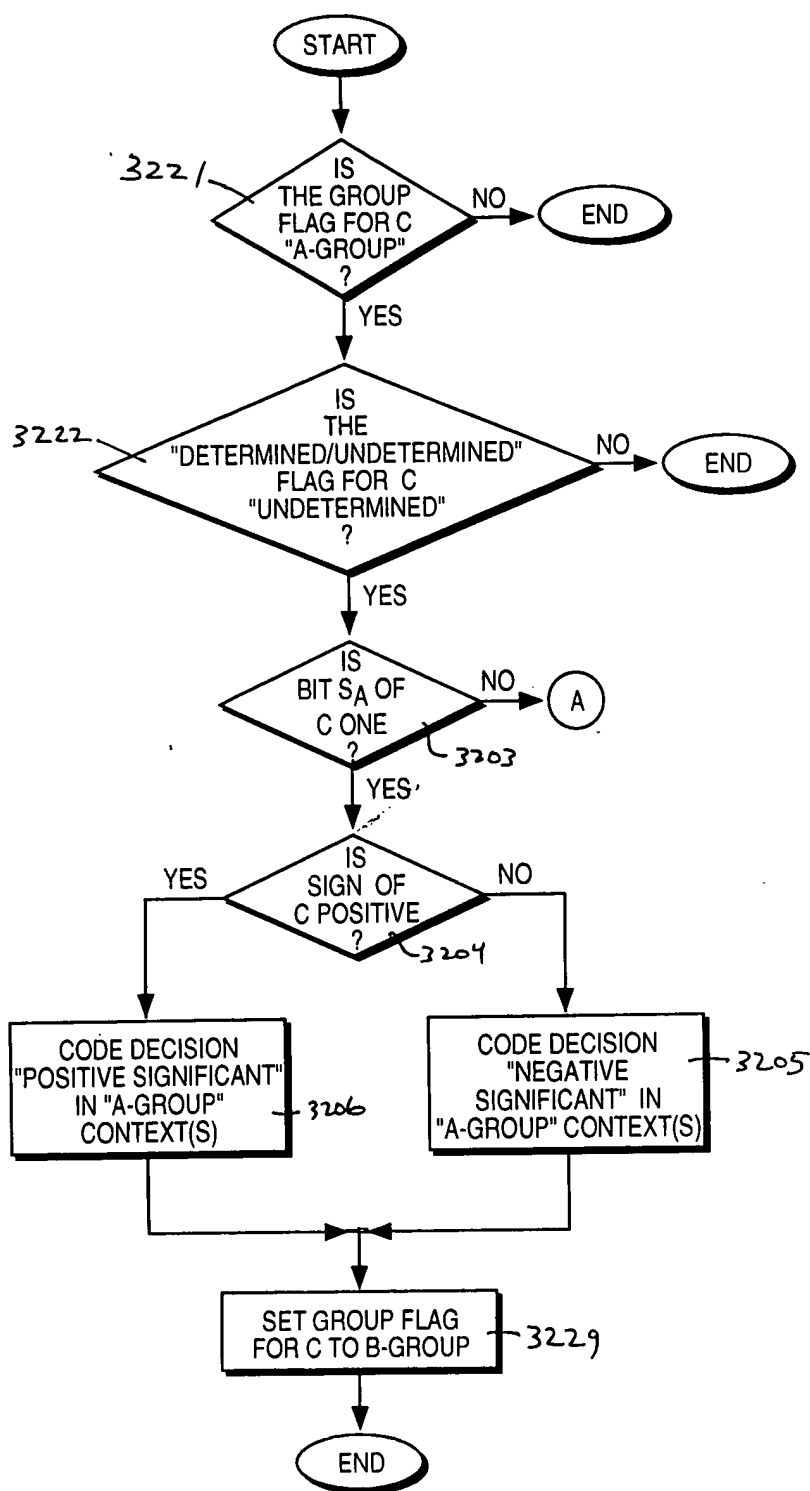 START
3221
IS
THE GROUP
FLAG FOR C
"A-GROUP"
?
NO
END
YES
3222
IS
THE
"DETERMINED/UNDETERMINED"
FLAG FOR C
"UNDETERMINED"
?
NO
END
YES
IS
BIT SA OF
C ONE
?
NO
A
3203
YES
IS
SIGN OF
C POSITIVE
?
YES
NO
3204
CODE DECISION
"POSITIVE SIGNIFICANT"
IN "A-GROUP"
CONTEXT(S)
3206
CODE DECISION
"NEGATIVE
SIGNIFICANT" IN
"A-GROUP" CONTEXT(S)
3205
SET GROUP FLAG
FOR C TO B-GROUP
3229
END